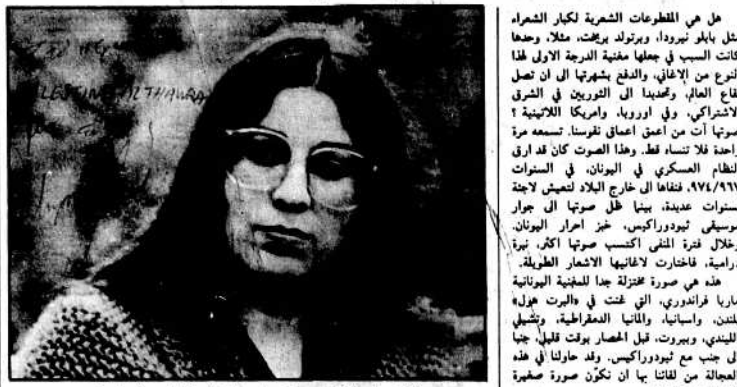 PALESTINE ALTHAWRA
هل هي المقطوعات الشعرية لكبار الشعراء
مثل بابلو نيرودا، وبرتولد بريخت، مثلا، وحدها
كانت السبب في جعلها مغنية الدرجة الاولى لهذا
النوع من الاغاني، والدفع بشهرتها الى ان تصل
بقاع العالم، وتحديدا الى الثوريين في الشرق
الاشتراكي، وفي اوروبا، وامريكا اللاتينية ؟
صوتها آت من اعمق اعماق نفوسنا. تسمعه مرة
واحدة فلا تنساه قط. وهذا الصوت كان قد ارق
النظام العسكري في اليونان، في السنوات
٩٧٤/٩٦٧، فنفاها الى خارج البلاد لتعيش لاجئة
لسنوات عديدة، بينما ظل صوتها الى جوار
موسيقى ثيودوراكيس، خبز احرار اليونان.
وخلال فترة المنفى اكتسب صوتها اكثر، نبرة
درامية، فاختارت لاغانيها الاشعار الطويلة.
هذه هي صورة مختزلة جدا للمغنية اليونانية
ماريا فراندوري، التي غنت في «البرت هول»
لندن، واسبانيا، والمانيا الديمقراطية، وتشيلي
الليندي، وبيروت، قبل الحصار بوقت قليل، جنبا
الى جنب مع ثيودوراكيس. وقد حاولنا في هذه
العجالة من لقائنا بها ان نكوّن صورة صغيرة